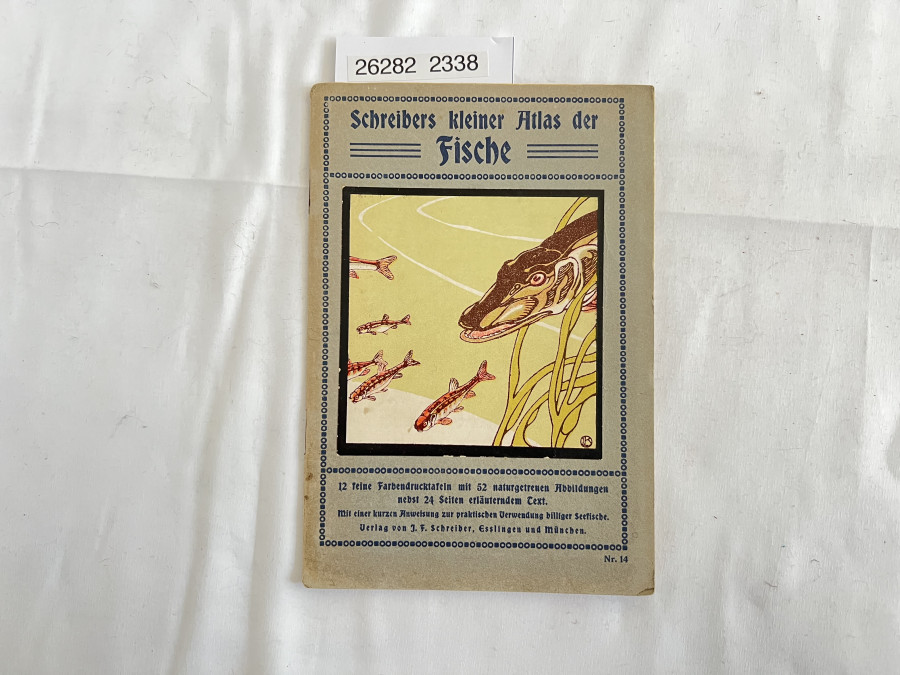 26282 2338
Schreibers kleiner Atlas der
Fische
12 feine Farbendrucktafeln mit 52 naturgetreuen Abbildungen
nebst 24 Seiten erläuterndem Text.
Mit einer kurzen Anweisung zur praktischen Verwendung billiger Seefische.
Verlag von J. F. Schreiber, Esslingen und München.
Nr. 14